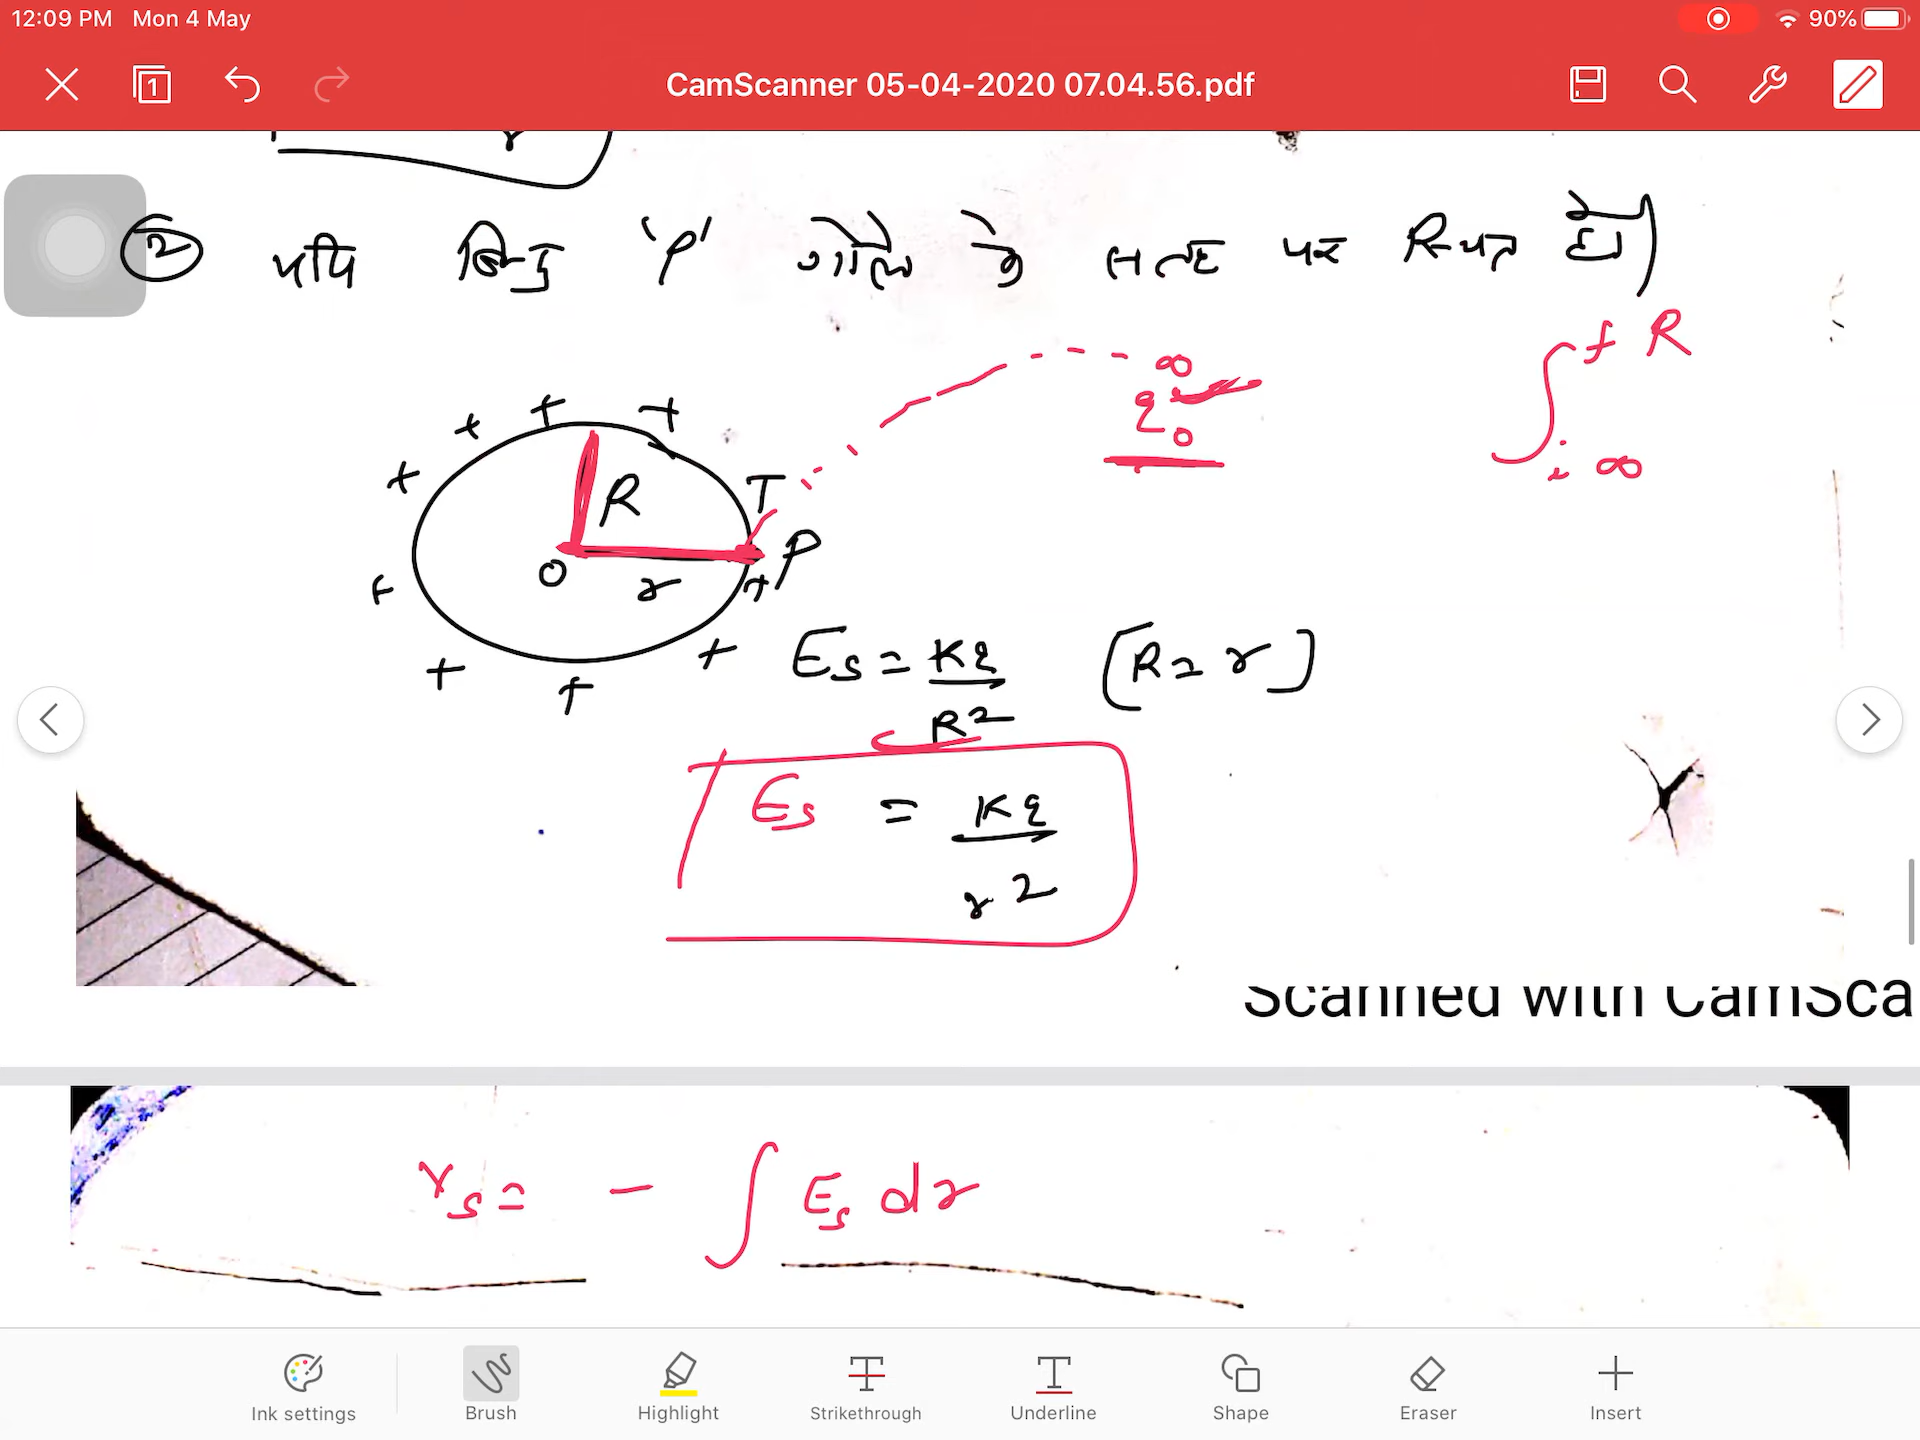 12:09 PM Mon 4 May
90%
1
CamScanner 05-04-2020 07.04.56.pdf
② यदि बिन्दु 'P' गोले के सतह पर स्थित हो)
∫ f R
i ∞
∞
q₀
+ + + + + + + + + +
R
T
P
O
r
Es = Kq/R² [R = r]
Es = Kq/r²
Scanned with CamSca
Vs = - ∫ Es dr
Ink settings
Brush
Highlight
Strikethrough
Underline
Shape
Eraser
Insert